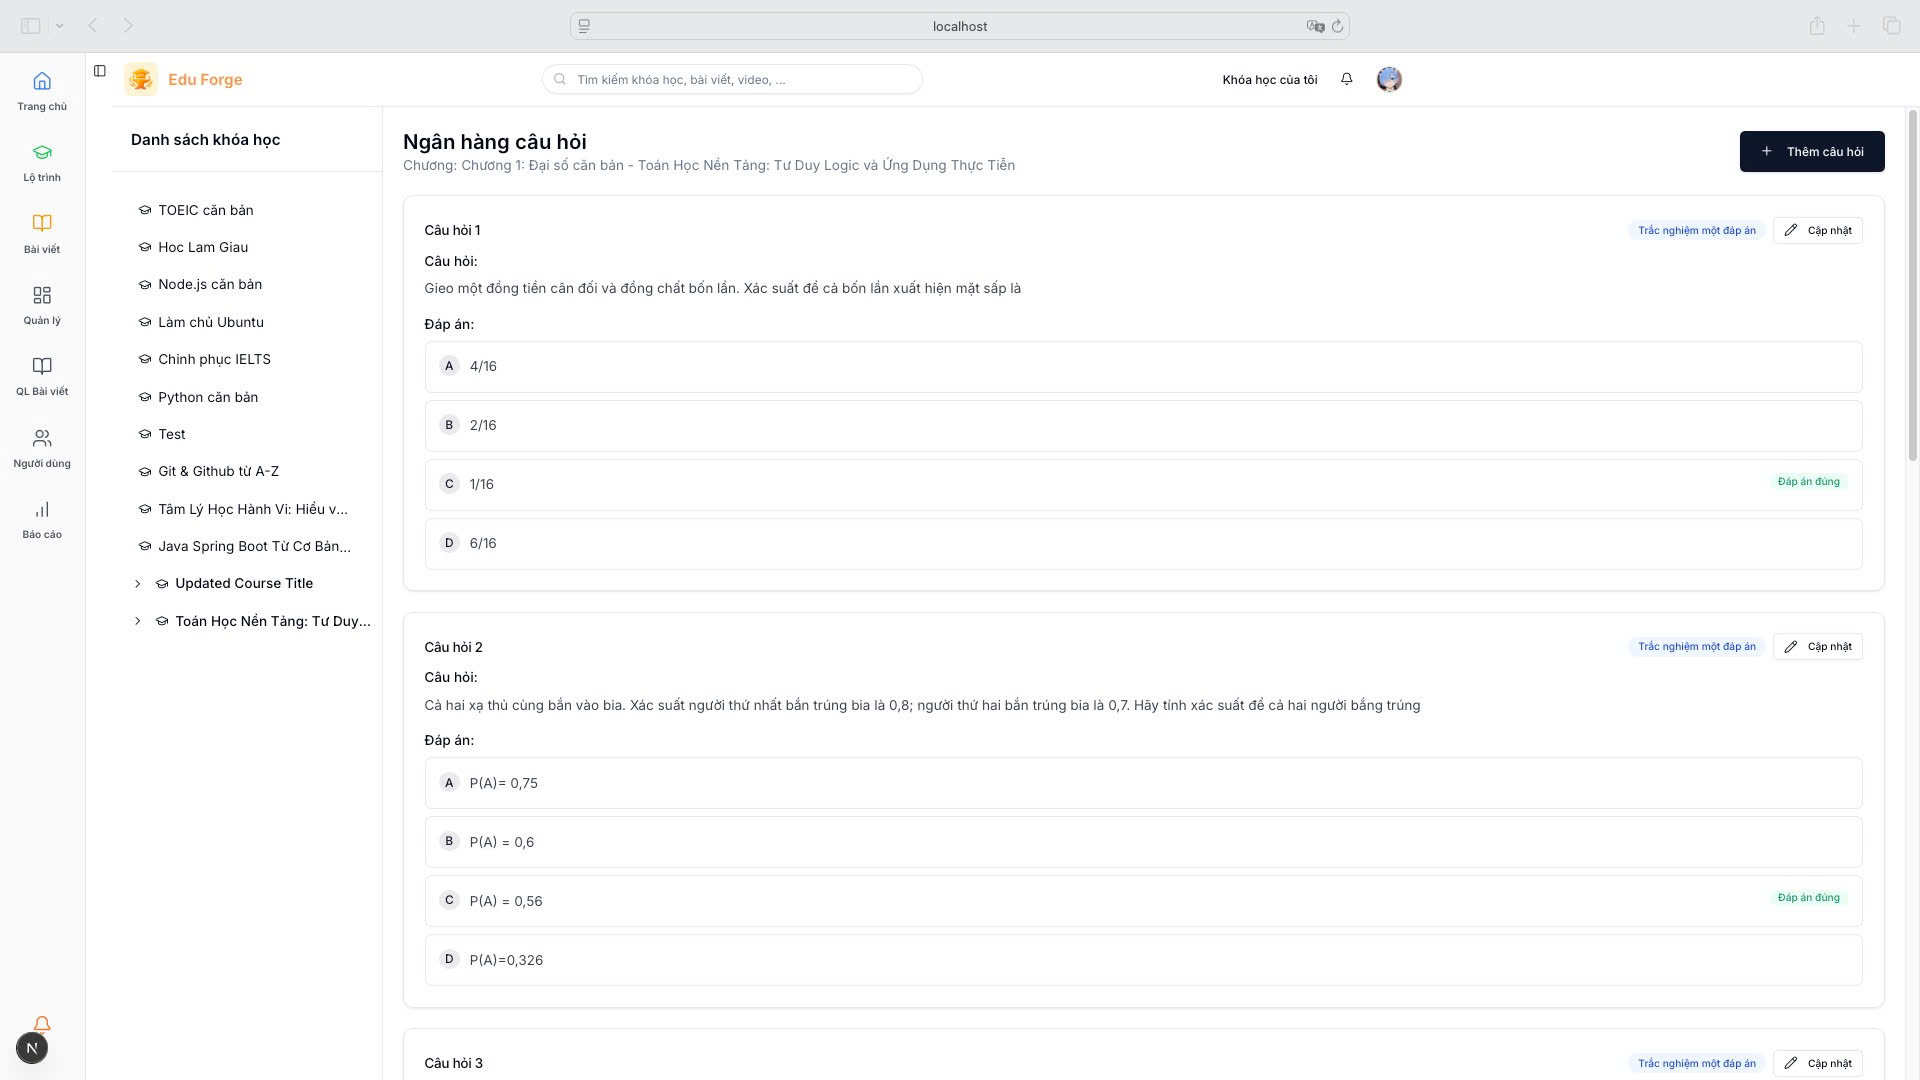 localhost
Trang chủ
Lộ trình
Bài viết
Quản lý
QL Bài viết
Người dùng
Báo cáo
N
Edu Forge
Tìm kiếm khóa học, bài viết, video, ...
Khóa học của tôi
Danh sách khóa học
TOEIC căn bản
Hoc Lam Giau
Node.js căn bản
Làm chủ Ubuntu
Chinh phục IELTS
Python căn bản
Test
Git & Github từ A-Z
Tâm Lý Học Hành Vi: Hiểu v...
Java Spring Boot Từ Cơ Bản...
Updated Course Title
Toán Học Nền Tảng: Tư Duy...
Ngân hàng câu hỏi
Chương: Chương 1: Đại số căn bản - Toán Học Nền Tảng: Tư Duy Logic và Ứng Dụng Thực Tiễn
Thêm câu hỏi
Câu hỏi 1
Trắc nghiệm một đáp án
Cập nhật
Câu hỏi:
Gieo một đồng tiền cân đối và đồng chất bốn lần. Xác suất để cả bốn lần xuất hiện mặt sấp là
Đáp án:
A 4/16
B 2/16
C 1/16 Đáp án đúng
D 6/16
Câu hỏi 2
Trắc nghiệm một đáp án
Cập nhật
Câu hỏi:
Cả hai xạ thủ cùng bắn vào bia. Xác suất người thứ nhất bắn trúng bia là 0,8; người thứ hai bắn trúng bia là 0,7. Hãy tính xác suất để cả hai người bắng trúng
Đáp án:
A P(A)= 0,75
B P(A) = 0,6
C P(A) = 0,56 Đáp án đúng
D P(A)=0,326
Câu hỏi 3
Trắc nghiệm một đáp án
Cập nhật